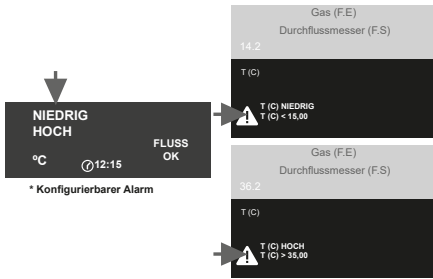 NIEDRIG
HOCH
FLUSS
OK
ºC
12:15
* Konfigurierbarer Alarm
Gas (F.E)
Durchflussmesser (F.S)
14.2
T (C)
T (C) NIEDRIG
T (C) < 15,00
Gas (F.E)
Durchflussmesser (F.S)
36.2
T (C)
T (C) HOCH
T (C) > 35,00